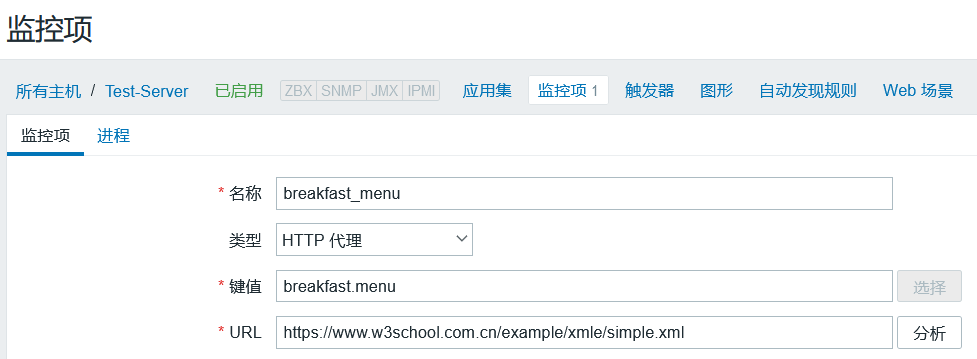 监控项
所有主机 / Test-Server 已启用 ZBX SNMP JMX IPMI 应用集 监控项 1 触发器 图形 自动发现规则 Web 场景
监控项 进程
* 名称 breakfast_menu
类型 HTTP 代理
* 键值 breakfast.menu 选择
* URL https://www.w3school.com.cn/example/xmle/simple.xml 分析